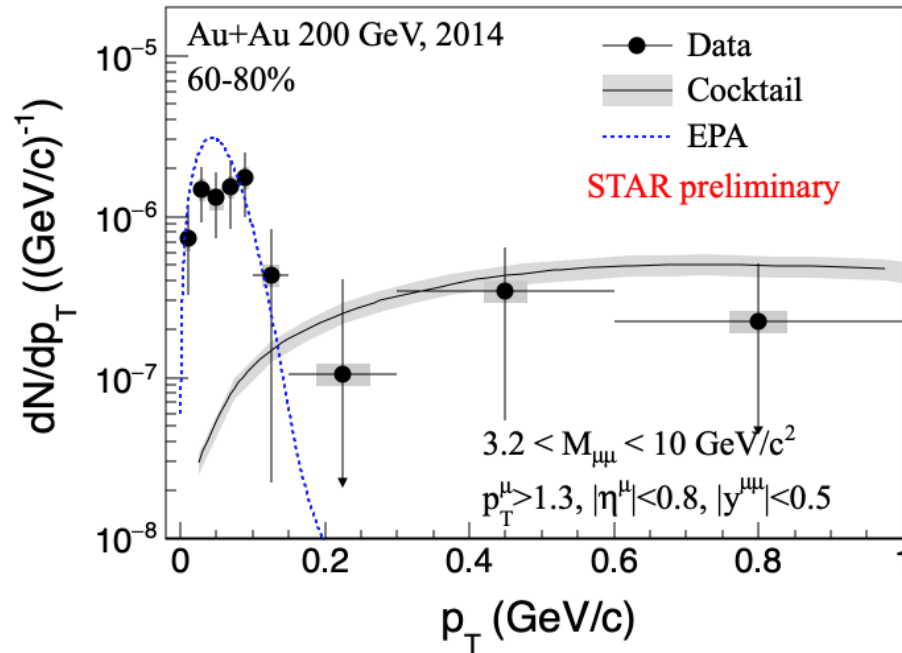 Au+Au 200 GeV, 2014
60-80%
Data
Cocktail
EPA
STAR preliminary
3.2 < M_μμ < 10 GeV/c²
p_T^μ>1.3, |η^μ|<0.8, |y^μμ|<0.5
dN/dp_T ((GeV/c)⁻¹)
10⁻⁵
10⁻⁶
10⁻⁷
10⁻⁸
0 0.2 0.4 0.6 0.8 1
p_T (GeV/c)